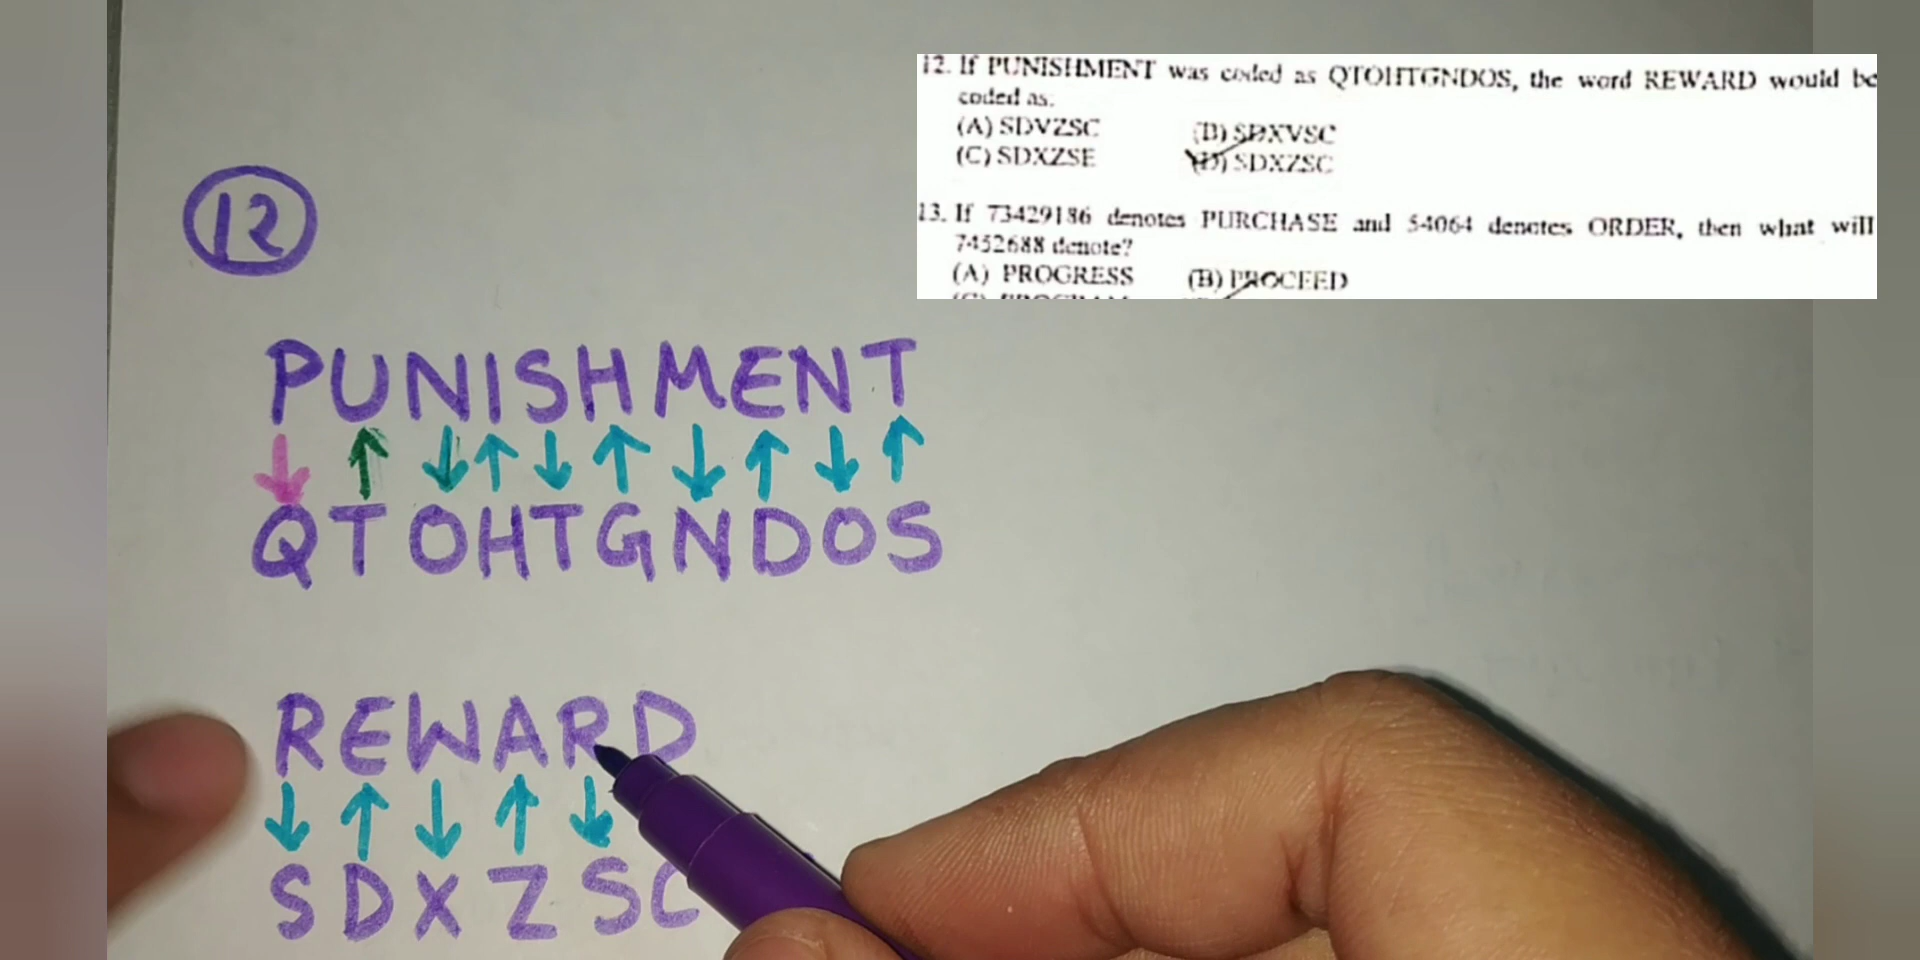 12. If PUNISHMENT was coded as QTOHTGNDOS, the word REWARD would be
coded as:
(A) SDVZSC (B) SDXVSC
(C) SDXZSE (D) SDXZSC
13. If 73429186 denotes PURCHASE and 54064 denotes ORDER, then what will
7452688 denote?
(A) PROGRESS (B) PROCEED
12
PUNISHMENT
QTOHTGNDOS
REWARD
SDXZSC